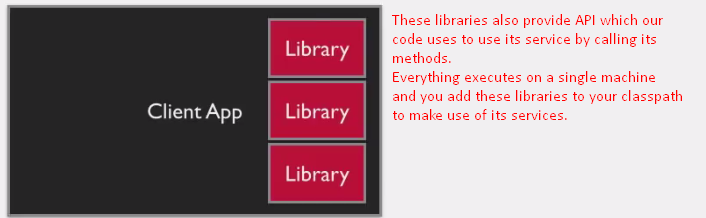 Library
Client App
Library
Library
These libraries also provide API which our
code uses to use its service by calling its
methods.
Everything executes on a single machine
and you add these libraries to your classpath
to make use of its services.